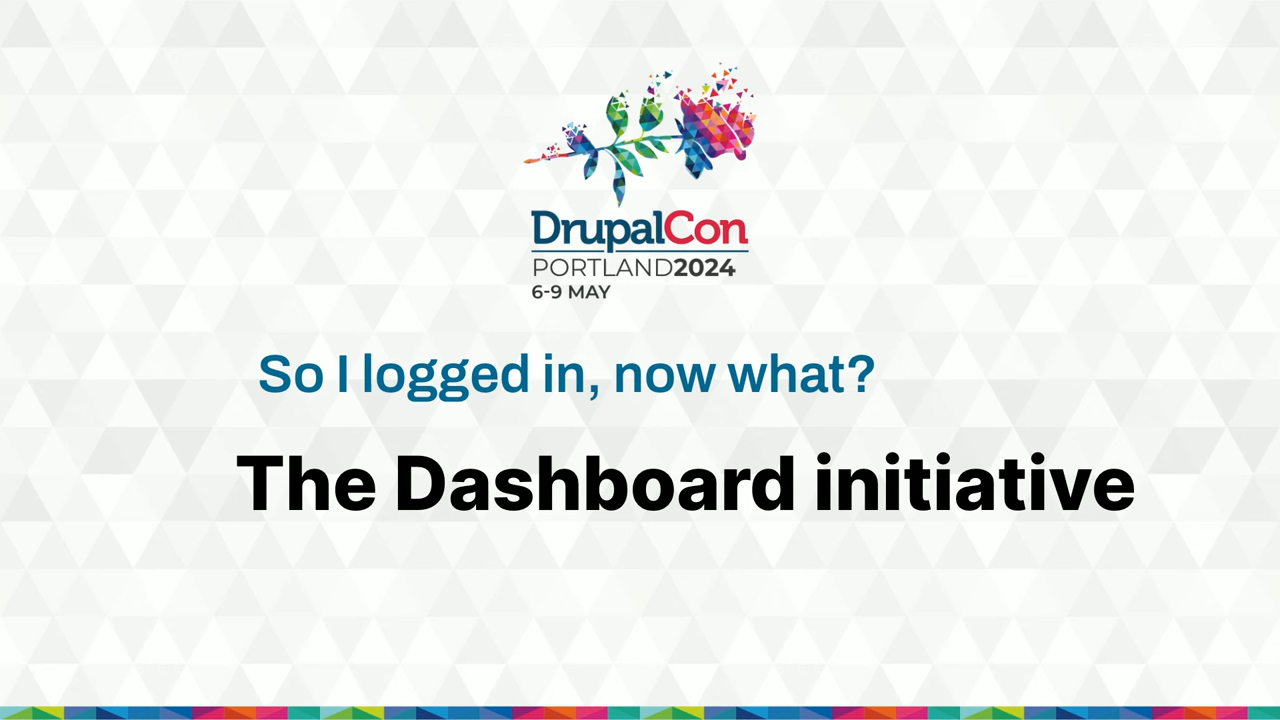 DrupalCon
PORTLAND2024
6-9 MAY
So I logged in, now what?
The Dashboard initiative